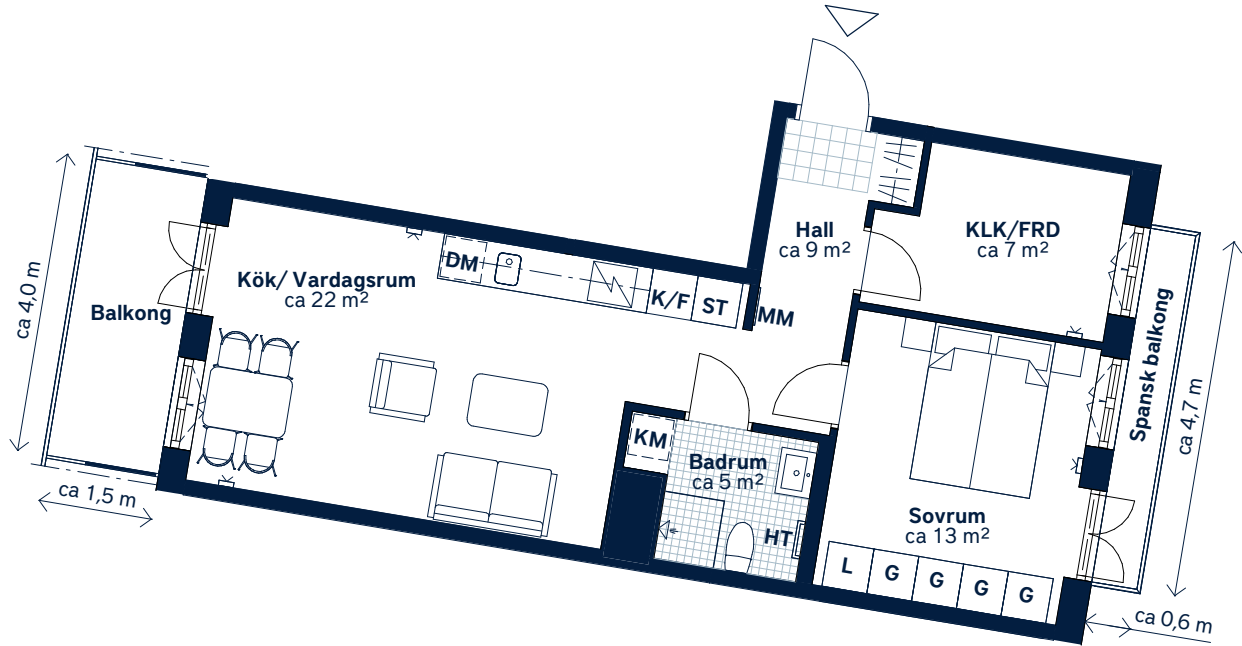 Hall
ca 9 m²
KLK/FRD
ca 7 m²
Kök/ Vardagsrum
ca 22 m²
DM
K/F
ST
MM
ca 4,0 m
Balkong
Spansk balkong
ca 4,7 m
KM
Badrum
ca 5 m²
HT
Sovrum
ca 13 m²
ca 1,5 m
L
G
G
G
G
ca 0,6 m